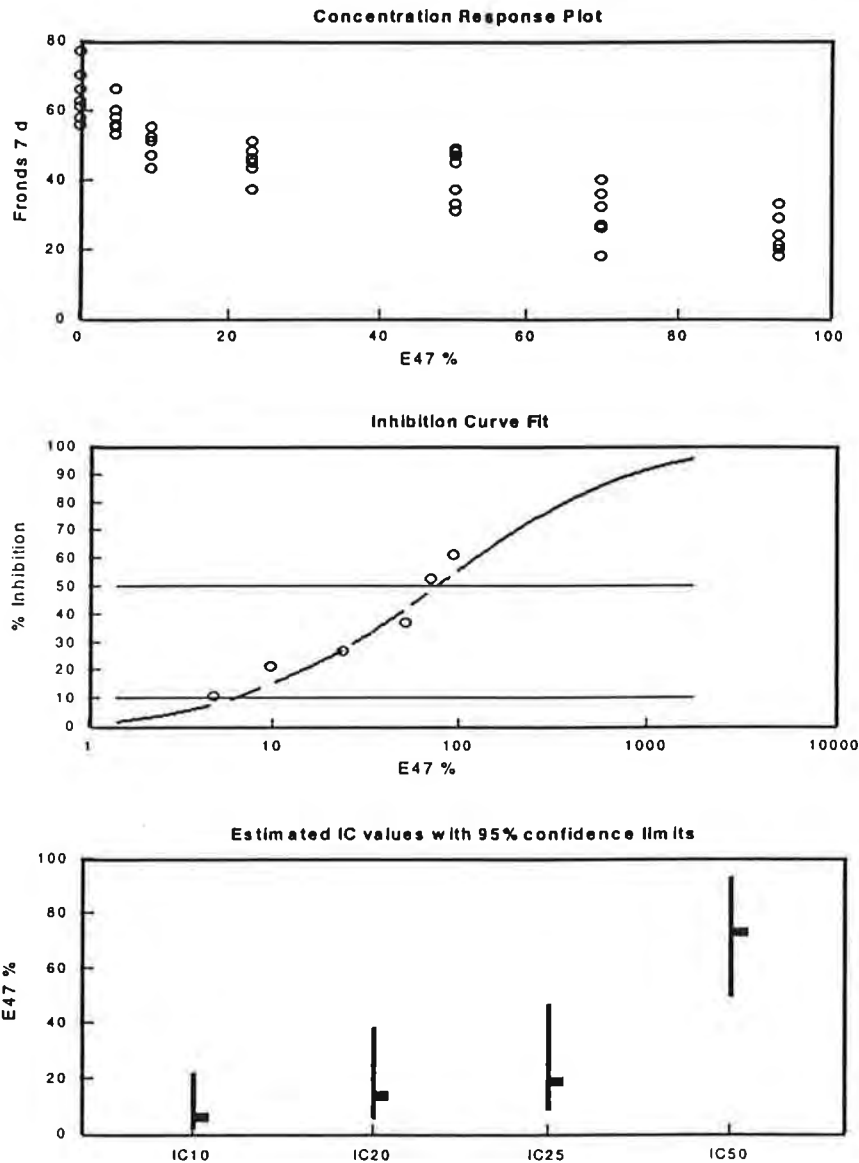 Concentration Response Plot
80
60
40
20
0
Fronds 7 d
0 20 40 60 80 100
E47 %
Inhibition Curve Fit
100
90
80
70
60
50
40
30
20
10
0
% Inhibition
1 10 100 1000 10000
E47 %
Estimated IC values with 95% confidence limits
100
80
60
40
20
0
E47 %
IC10 IC20 IC25 IC50